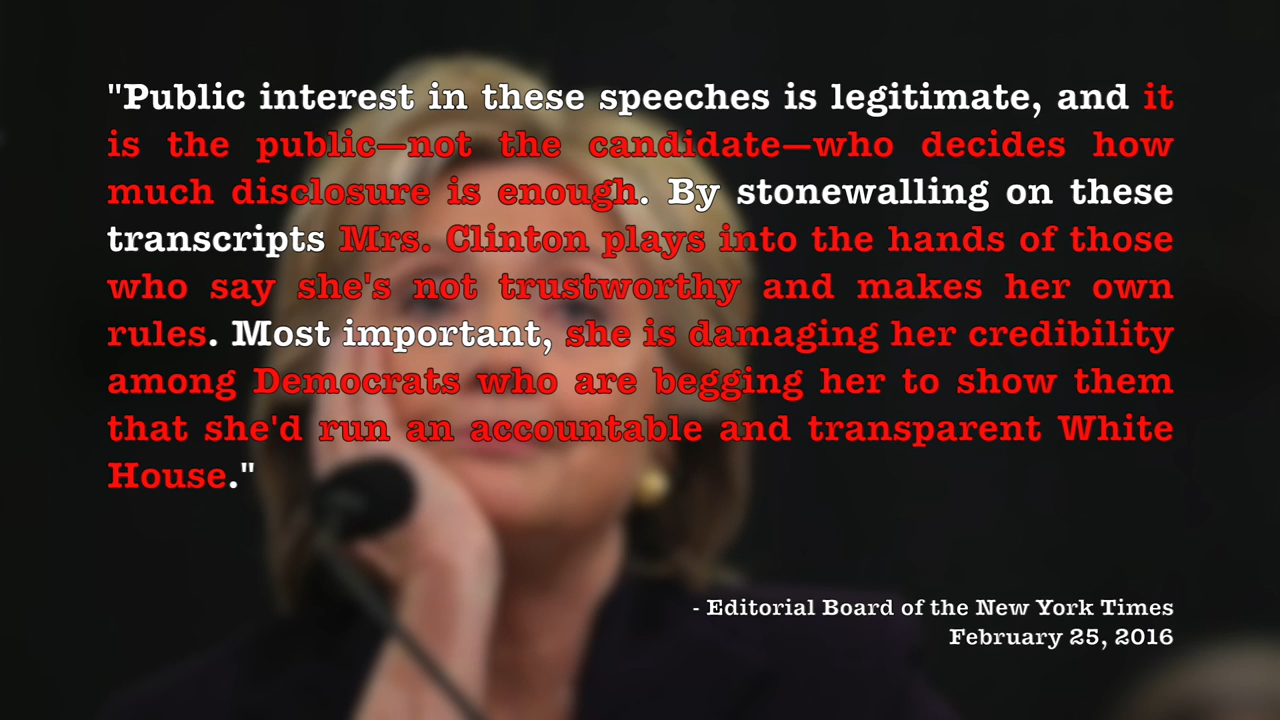 "Public interest in these speeches is legitimate, and it
is the public—not the candidate—who decides how
much disclosure is enough. By stonewalling on these
transcripts Mrs. Clinton plays into the hands of those
who say she's not trustworthy and makes her own
rules. Most important, she is damaging her credibility
among Democrats who are begging her to show them
that she'd run an accountable and transparent White
House."
- Editorial Board of the New York Times
February 25, 2016